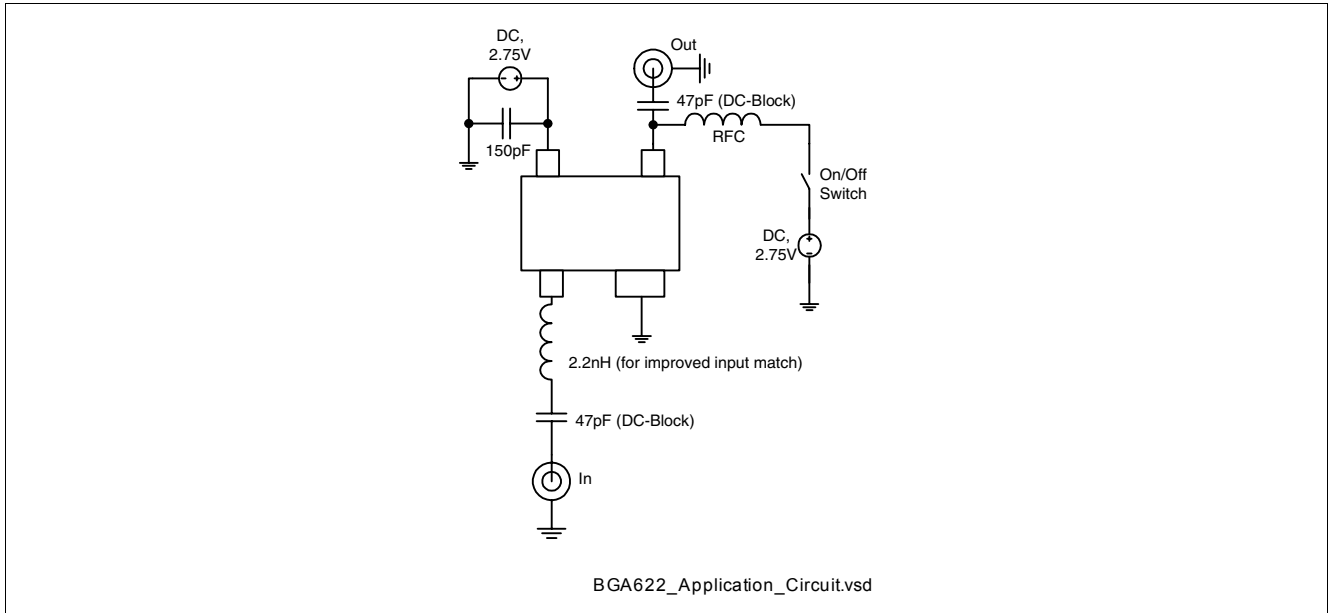 DC,
2.75V
- +
150pF
Out
47pF (DC-Block)
RFC
On/Off
Switch
DC,
2.75V
+
-
2.2nH (for improved input match)
47pF (DC-Block)
In
BGA622_Application_Circuit.vsd